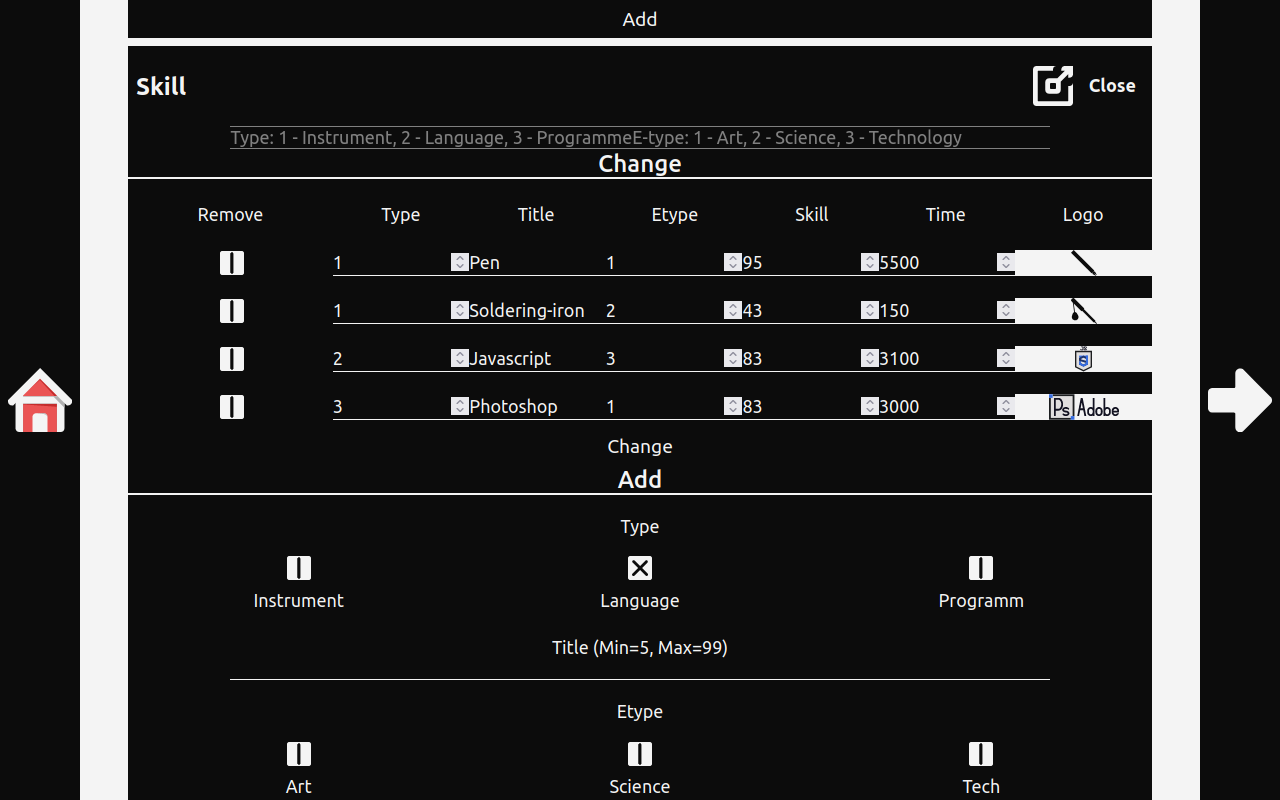 Add
Skill
Close
Type: 1 - Instrument, 2 - Language, 3 - ProgrammeE-type: 1 - Art, 2 - Science, 3 - Technology
Change
Remove Type Title Etype Skill Time Logo
1 Pen 1 95 5500
1 Soldering-iron 2 43 150
2 Javascript 3 83 3100
3 Photoshop 1 83 3000 Ps Adobe
Change
Add
Type
Instrument Language Programm
Title (Min=5, Max=99)
Etype
Art Science Tech